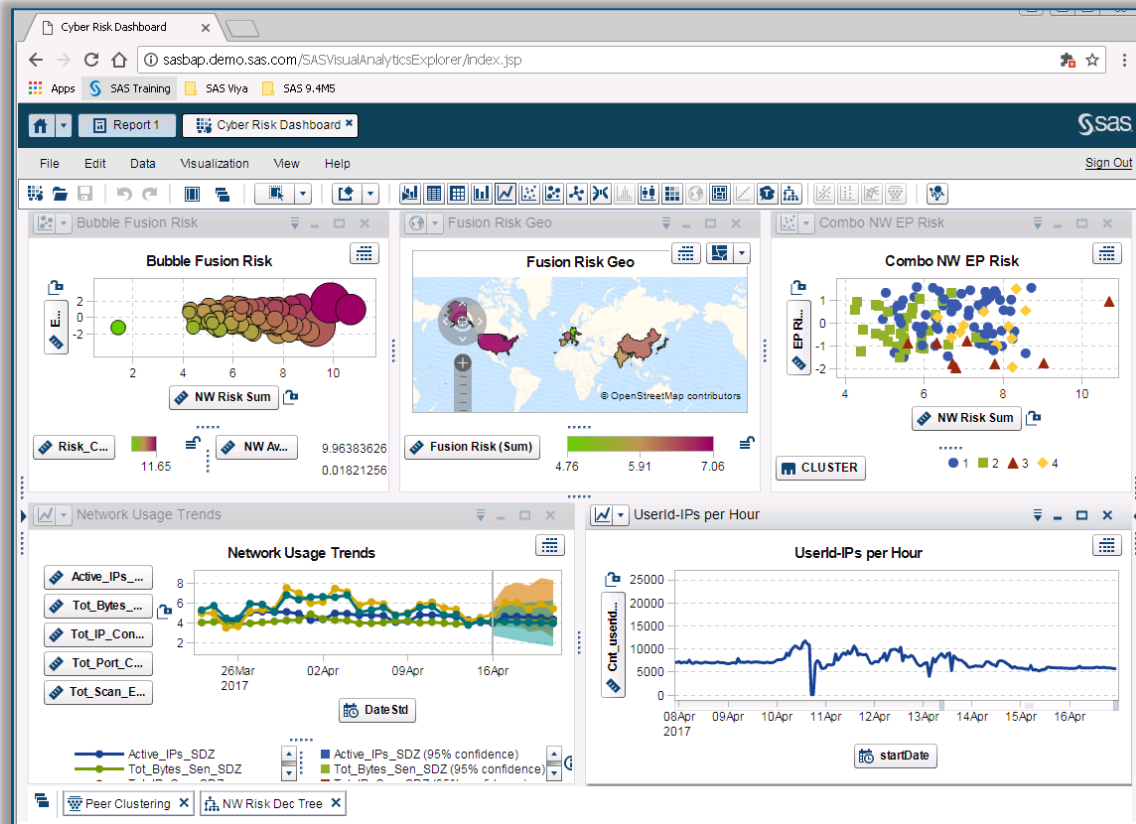 Cyber Risk Dashboard
sasbap.demo.sas.com/SASVisualAnalyticsExplorer/index.jsp
Apps SAS Training SAS Viya SAS 9.4M5
Report 1 Cyber Risk Dashboard
sas
File Edit Data Visualization View Help Sign Out
Bubble Fusion Risk
Bubble Fusion Risk
E...
2
0
-2
2 4 6 8 10
NW Risk Sum
Risk_C...
11.65
NW Av...
9.96383626
0.01821256
Fusion Risk Geo
Fusion Risk Geo
© OpenStreetMap contributors
Fusion Risk (Sum)
4.76 5.91 7.06
Combo NW EP Risk
Combo NW EP Risk
EP Ri...
1
0
-1
-2
4 6 8 10
NW Risk Sum
CLUSTER
1 2 3 4
Network Usage Trends
Network Usage Trends
Active_IPs_...
Tot_Bytes_...
Tot_IP_Con...
Tot_Port_C...
Tot_Scan_E...
8
6
4
2
26Mar 02Apr 09Apr 16Apr
2017
DateStd
Active_IPs_SDZ
Tot_Bytes_Sen_SDZ
Active_IPs_SDZ (95% confidence)
Tot_Bytes_Sen_SDZ (95% confidence)
UserId-IPs per Hour
UserId-IPs per Hour
Cnt_userid...
25000
20000
15000
10000
5000
0
08Apr 09Apr 10Apr 11Apr 12Apr 13Apr 14Apr 15Apr 16Apr
2017
startDate
Peer Clustering NW Risk Dec Tree